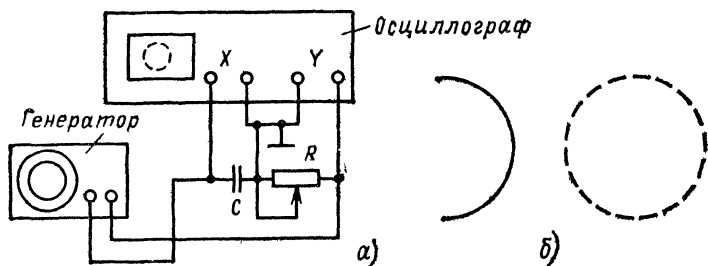 Осциллограф
X
Y
Генератор
R
C
а)
б)